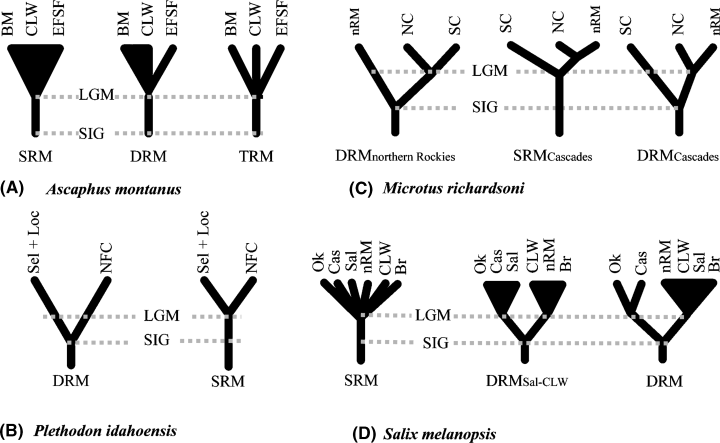 BM CLW EFSF BM CLW EFSF BM CLW EFSF
LGM
SIG
SRM DRM TRM
(A) Ascaphus montanus
nRM NC SC SC NC nRM SC NC nRM
LGM
SIG
DRMnorthern Rockies SRMCascades DRMCascades
(C) Microtus richardsoni
Sel + Loc NFC Sel + Loc NFC
LGM
SIG
DRM SRM
(B) Plethodon idahoensis
Ok Cas Sal nRM CLW Br Ok Cas Sal CLW nRM Br Ok Cas nRM CLW Sal Br
LGM
SIG
SRM DRMSal-CLW DRM
(D) Salix melanopsis